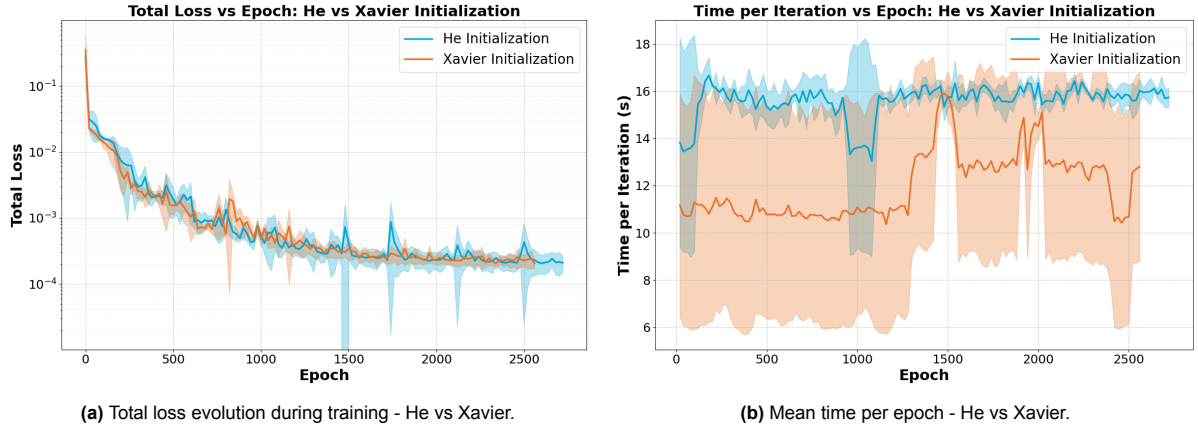 Total Loss vs Epoch: He vs Xavier Initialization
He Initialization
Xavier Initialization
Total Loss
10⁻¹
10⁻²
10⁻³
10⁻⁴
0 500 1000 1500 2000 2500
Epoch
(a) Total loss evolution during training - He vs Xavier.
Time per Iteration vs Epoch: He vs Xavier Initialization
He Initialization
Xavier Initialization
Time per Iteration (s)
18
16
14
12
10
8
6
0 500 1000 1500 2000 2500
Epoch
(b) Mean time per epoch - He vs Xavier.